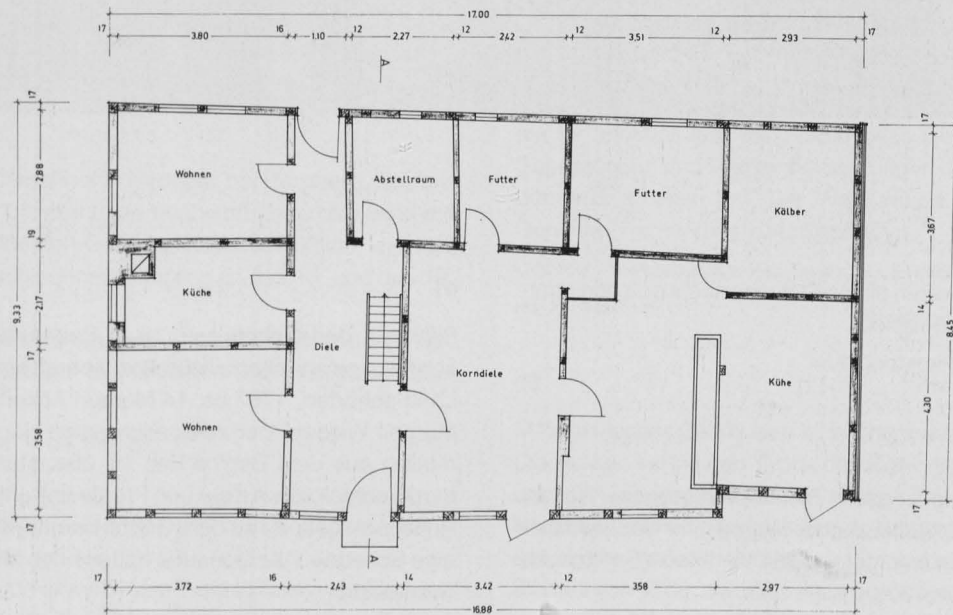 17.00
17 3.80 16 1.10 12 2.27 12 2.42 12 3.51 12 2.93 17
A
17 2.88 19 2.17 17 3.59 17
9.33
Wohnen
Abstellraum
Futter
Futter
Kälber
Küche
Diele
Korndiele
Kühe
Wohnen
17 3.67 14 4.30 17
8.45
A
17 3.72 16 2.43 14 3.42 12 3.58 12 2.97 17
16.88